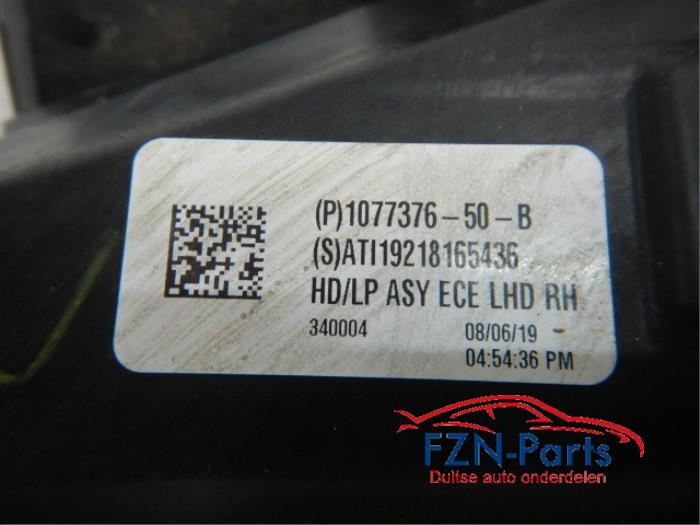 (P)1077376-50-B
(S)ATI19218165436
HD/LP ASY ECE LHD RH
340004 08/06/19
04:54:36 PM
FZN-Parts
Duitse auto onderdelen